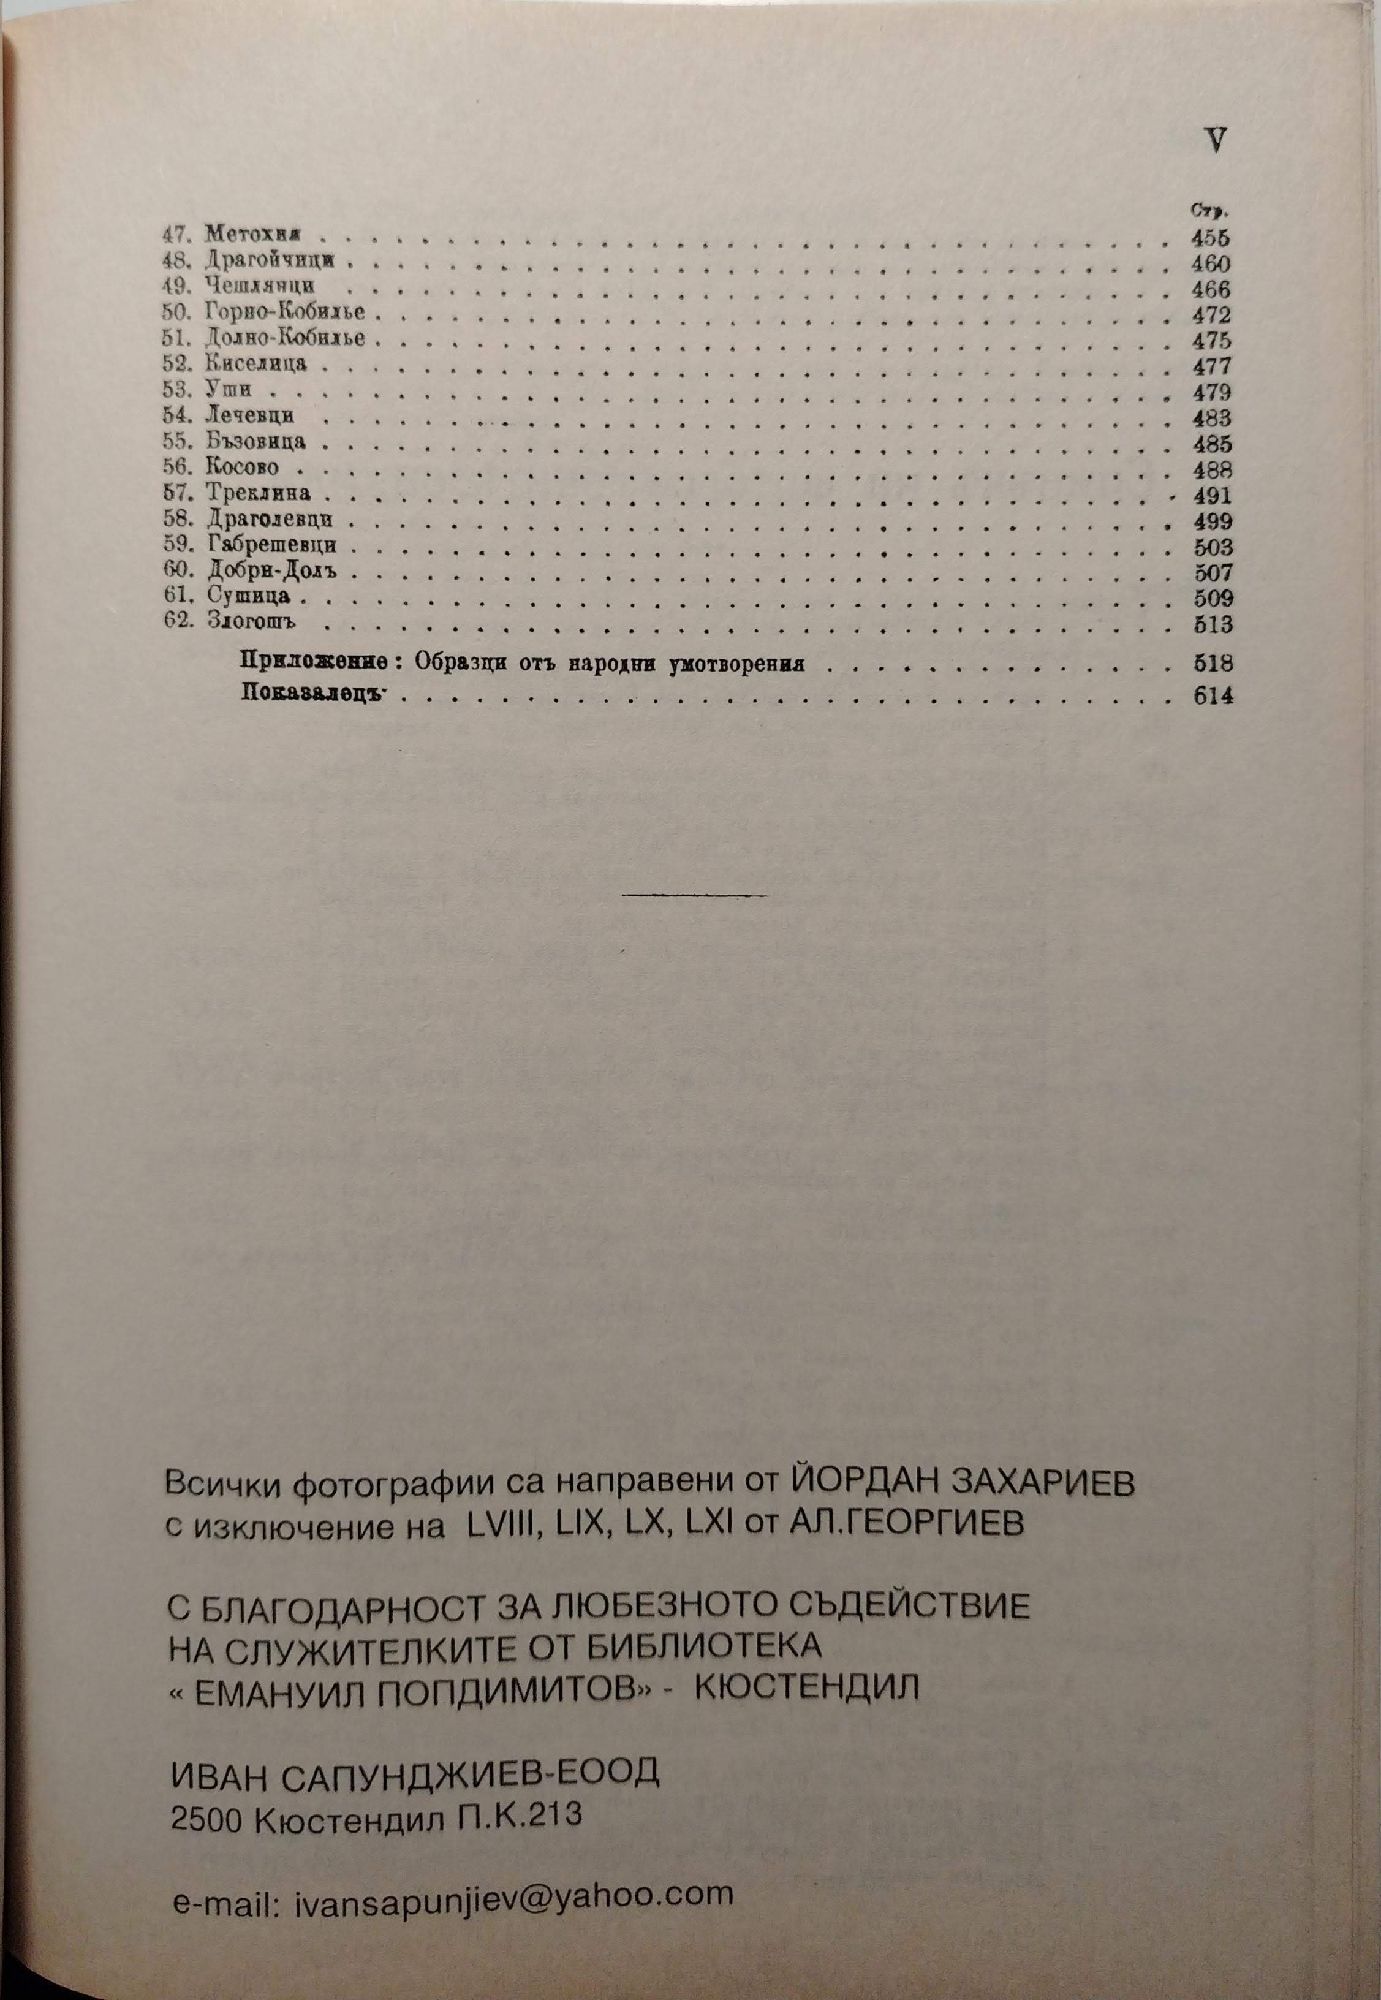 V
Стр.
47. Метохия . . . . . . . . . . . . . . . . . . . . . . . . . . . . . . . . . . 455
48. Драгойчици . . . . . . . . . . . . . . . . . . . . . . . . . . . . . . . . . 460
49. Чешлянци . . . . . . . . . . . . . . . . . . . . . . . . . . . . . . . . . 466
50. Горно-Кобилье . . . . . . . . . . . . . . . . . . . . . . . . . . . . . . . . 472
51. Долно-Кобилье . . . . . . . . . . . . . . . . . . . . . . . . . . . . . . . . 475
52. Киселица . . . . . . . . . . . . . . . . . . . . . . . . . . . . . . . . . . 477
53. Уши . . . . . . . . . . . . . . . . . . . . . . . . . . . . . . . . . . . . 479
54. Лечевци . . . . . . . . . . . . . . . . . . . . . . . . . . . . . . . . . . 483
55. Бъзовица . . . . . . . . . . . . . . . . . . . . . . . . . . . . . . . . . . 485
56. Косово . . . . . . . . . . . . . . . . . . . . . . . . . . . . . . . . . . . 488
57. Треклина . . . . . . . . . . . . . . . . . . . . . . . . . . . . . . . . . . 491
58. Драголевци . . . . . . . . . . . . . . . . . . . . . . . . . . . . . . . . . 499
59. Габрешевци . . . . . . . . . . . . . . . . . . . . . . . . . . . . . . . . . 503
60. Добри-Долъ . . . . . . . . . . . . . . . . . . . . . . . . . . . . . . . . . 507
61. Сушица . . . . . . . . . . . . . . . . . . . . . . . . . . . . . . . . . . . 509
62. Злогошъ . . . . . . . . . . . . . . . . . . . . . . . . . . . . . . . . . . 513
Приложение: Образци отъ народни умотворения . . . . . . . . . . . . . . 518
Показалецъ . . . . . . . . . . . . . . . . . . . . . . . . . . . . . . . 614
Всички фотографии са направени от ЙОРДАН ЗАХАРИЕВ
с изключение на LVIII, LIX, LX, LXI от АЛ.ГЕОРГИЕВ
С БЛАГОДАРНОСТ ЗА ЛЮБЕЗНОТО СЪДЕЙСТВИЕ
НА СЛУЖИТЕЛКИТЕ ОТ БИБЛИОТЕКА
« ЕМАНУИЛ ПОПДИМИТОВ» - КЮСТЕНДИЛ
ИВАН САПУНДЖИЕВ-ЕООД
2500 Кюстендил П.К.213
e-mail: ivansapunjiev@yahoo.com